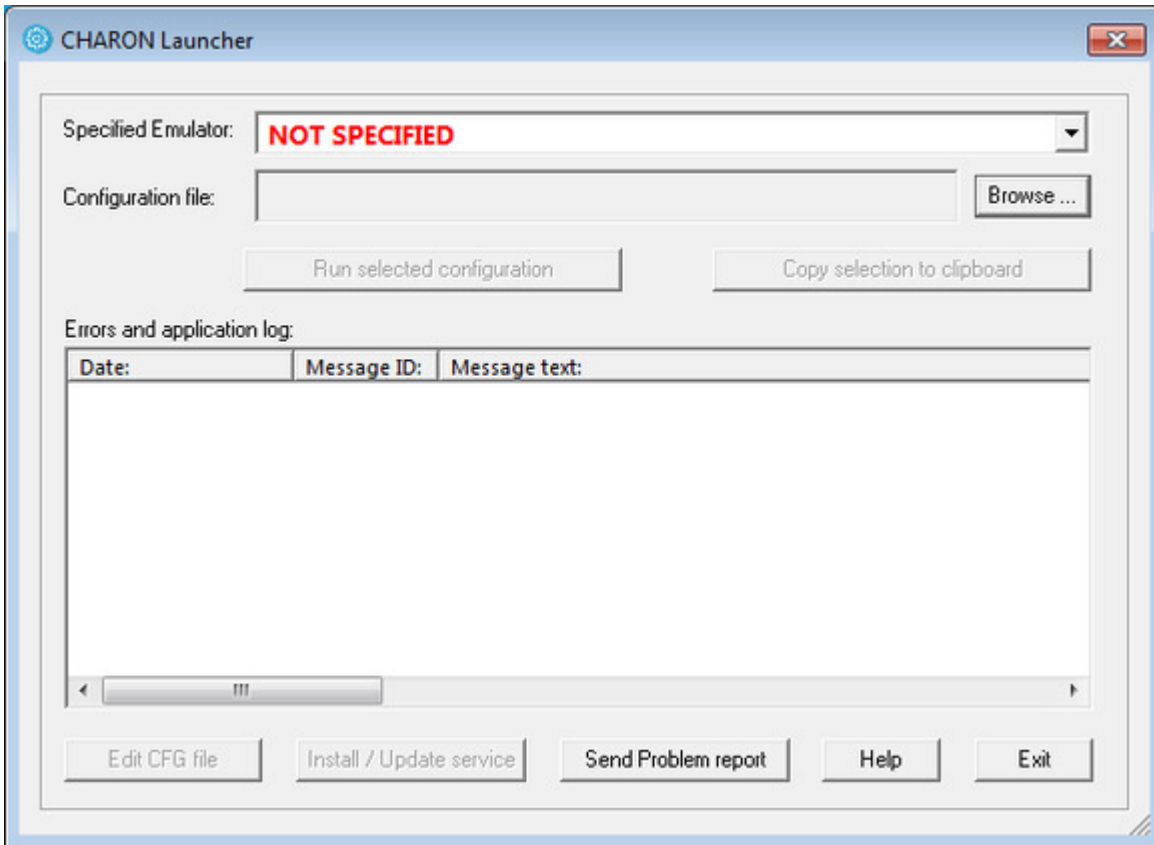 CHARON Launcher
Specified Emulator: NOT SPECIFIED
Configuration file: Browse ...
Run selected configuration Copy selection to clipboard
Errors and application log:
Date: Message ID: Message text:
Edit CFG file Install / Update service Send Problem report Help Exit